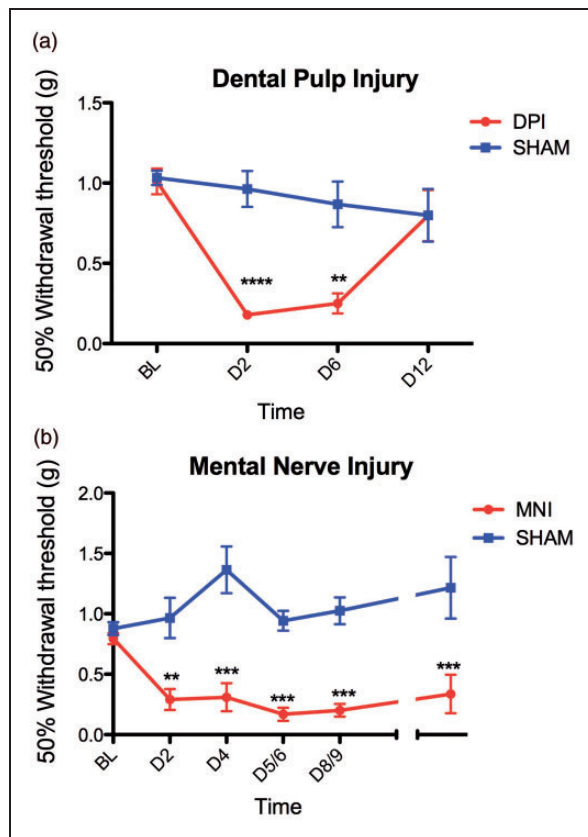 (a)
Dental Pulp Injury
50% Withdrawal threshold (g)
1.5
1.0
0.5
0.0
DPI
SHAM
****
**
BL
D2
D6
D12
Time
(b)
Mental Nerve Injury
50% Withdrawal threshold (g)
2.0
1.5
1.0
0.5
0.0
MNI
SHAM
**
***
***
***
***
BL
D2
D4
D5/6
D8/9
Time